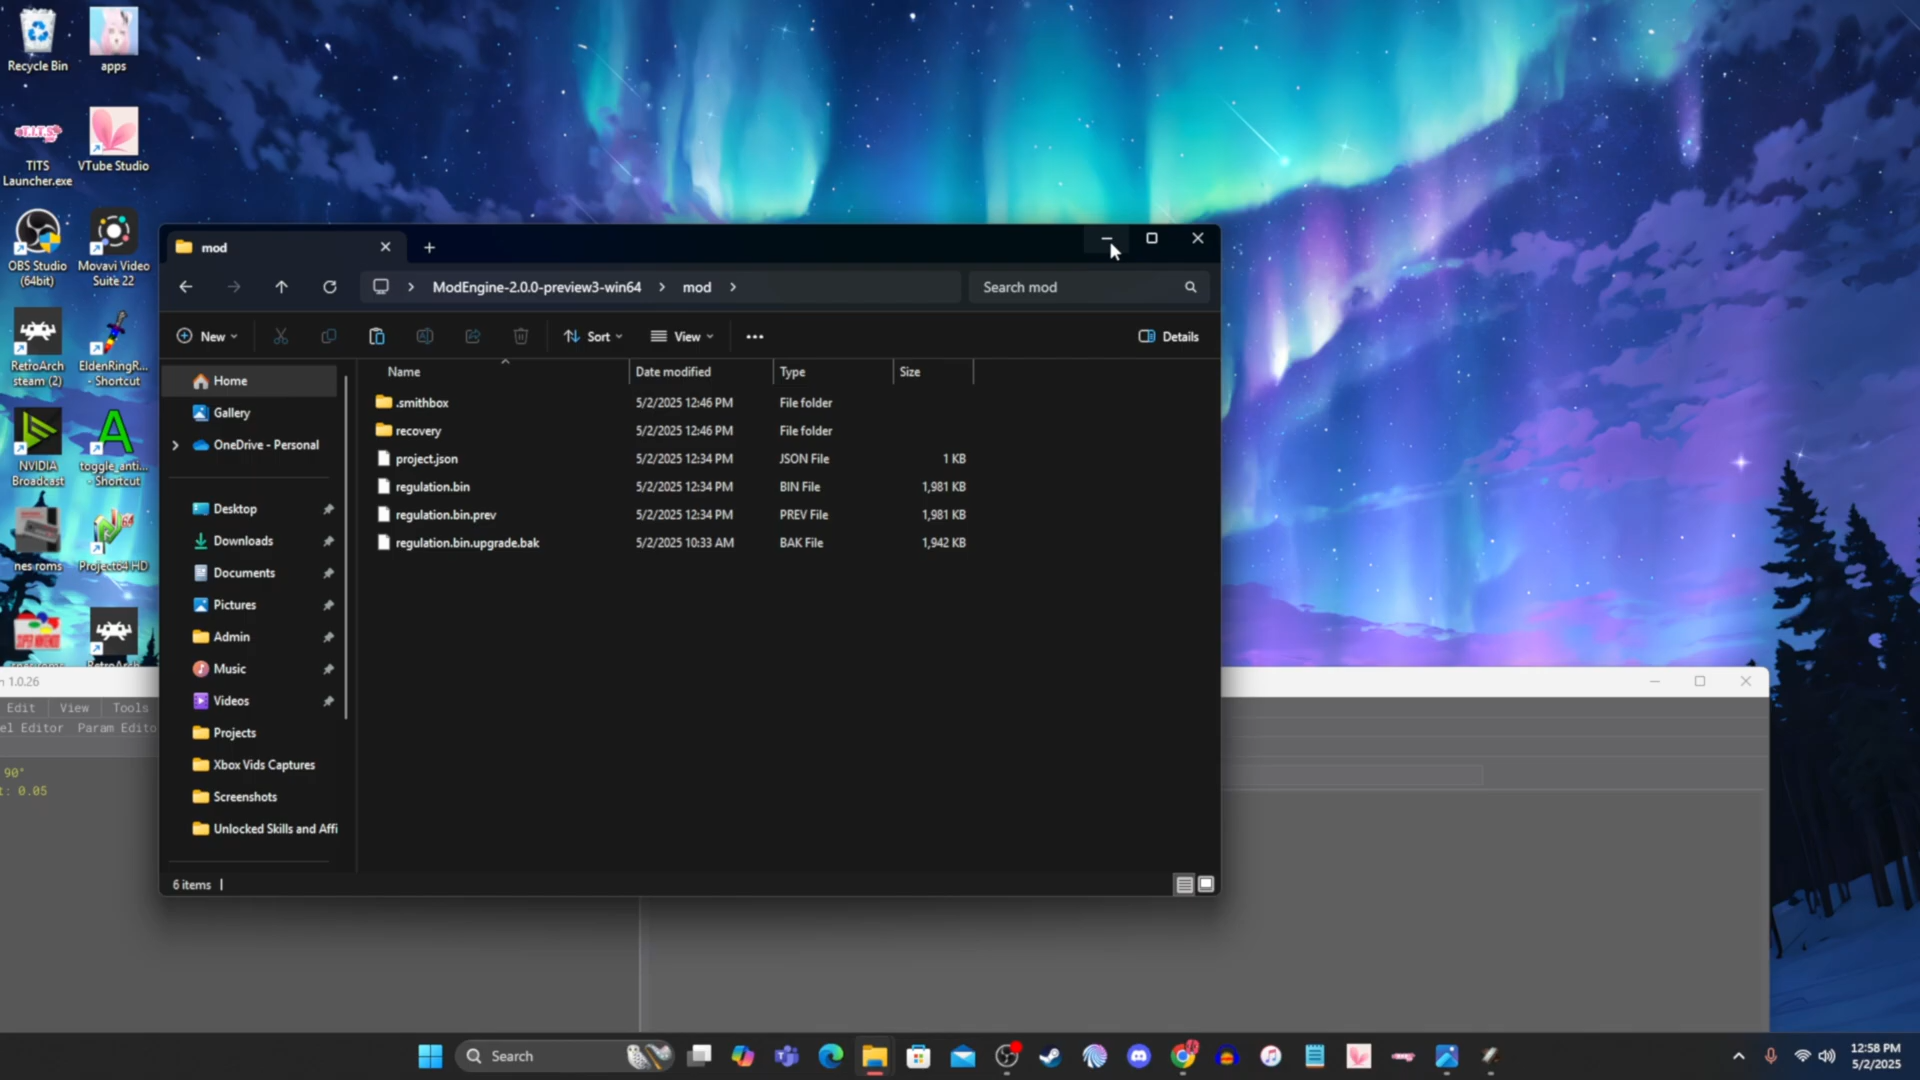 Recycle Bin
apps
TITS
Launcher.exe
VTube Studio
OBS Studio
(64bit)
Movavi Video
Suite 22
RetroArch
steam (2)
EldenRingR...
- Shortcut
NVIDIA
Broadcast
toggle_anti...
- Shortcut
nes roms
Project64 HD
mod
ModEngine-2.0.0-preview3-win64
mod
Search mod
New
Sort
View
Details
Home
Gallery
OneDrive - Personal
Desktop
Downloads
Documents
Pictures
Admin
Music
Videos
Projects
Xbox Vids Captures
Screenshots
Unlocked Skills and Affi
Name Date modified Type Size
.smithbox 5/2/2025 12:46 PM File folder
recovery 5/2/2025 12:46 PM File folder
project.json 5/2/2025 12:34 PM JSON File 1 KB
regulation.bin 5/2/2025 12:34 PM BIN File 1,981 KB
regulation.bin.prev 5/2/2025 12:34 PM PREV File 1,981 KB
regulation.bin.upgrade.bak 5/2/2025 10:33 AM BAK File 1,942 KB
6 items
1.0.26
Edit View Tools
el Editor Param Edito
90"
t: 0.05
Search
12:58 PM
5/2/2025